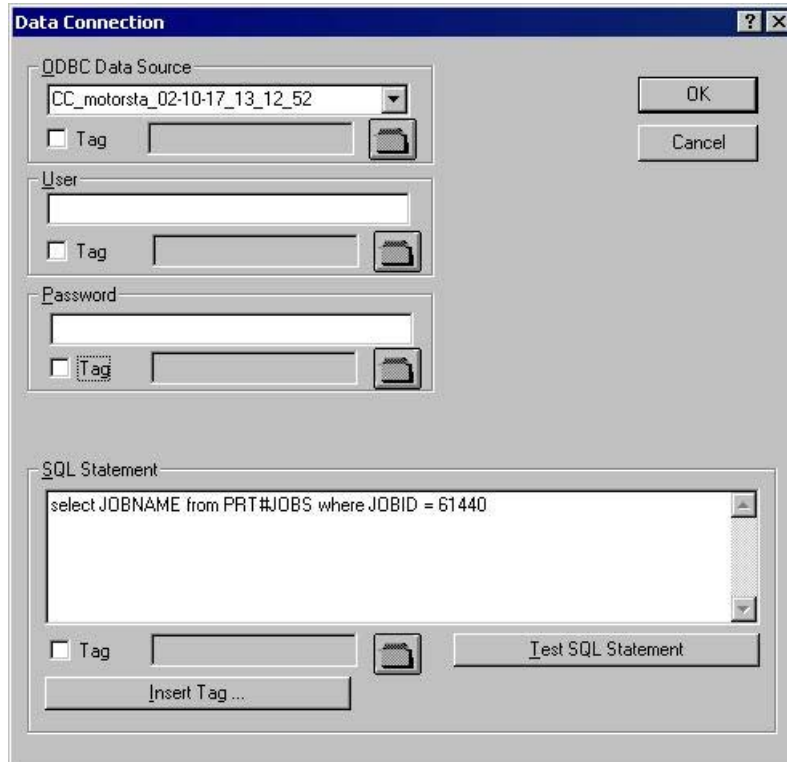 Data Connection
ODBC Data Source
CC_motorsta_02-10-17_13_12_52
OK
Tag
Cancel
User
Tag
Password
Tag
SQL Statement
select JOBNAME from PRT#JOBS where JOBID = 61440
Tag
Test SQL Statement
Insert Tag ...